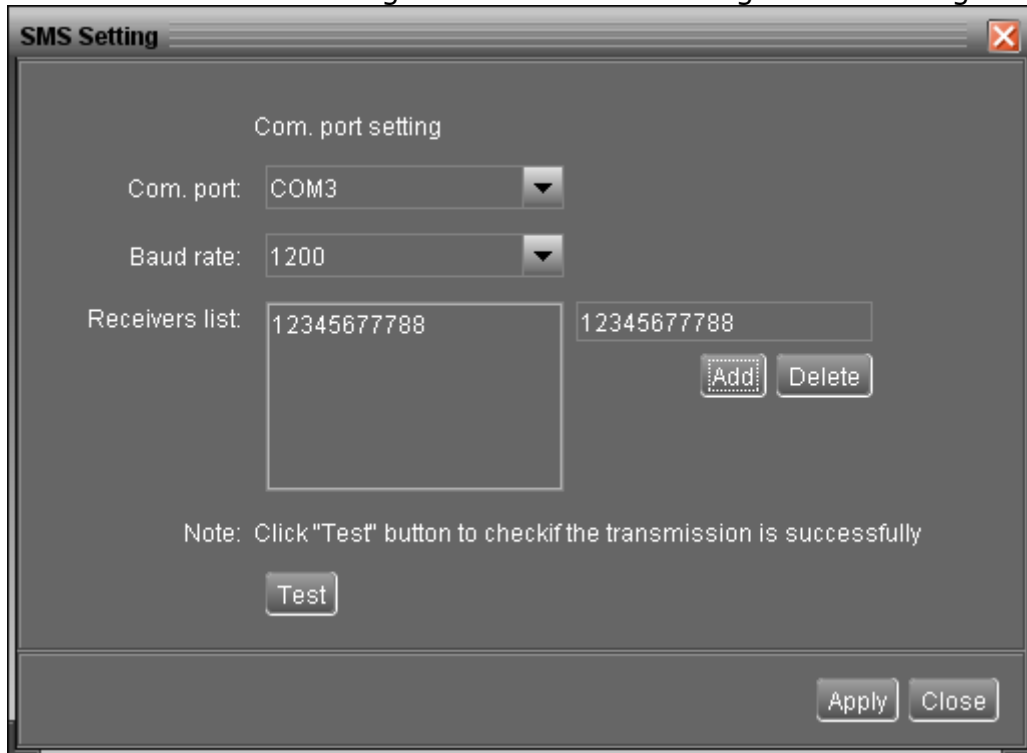 SMS Setting
Com. port setting
Com. port: COM3
Baud rate: 1200
Receivers list: 12345677788 12345677788
Add Delete
Note: Click "Test" button to checkif the transmission is successfully
Test
Apply Close